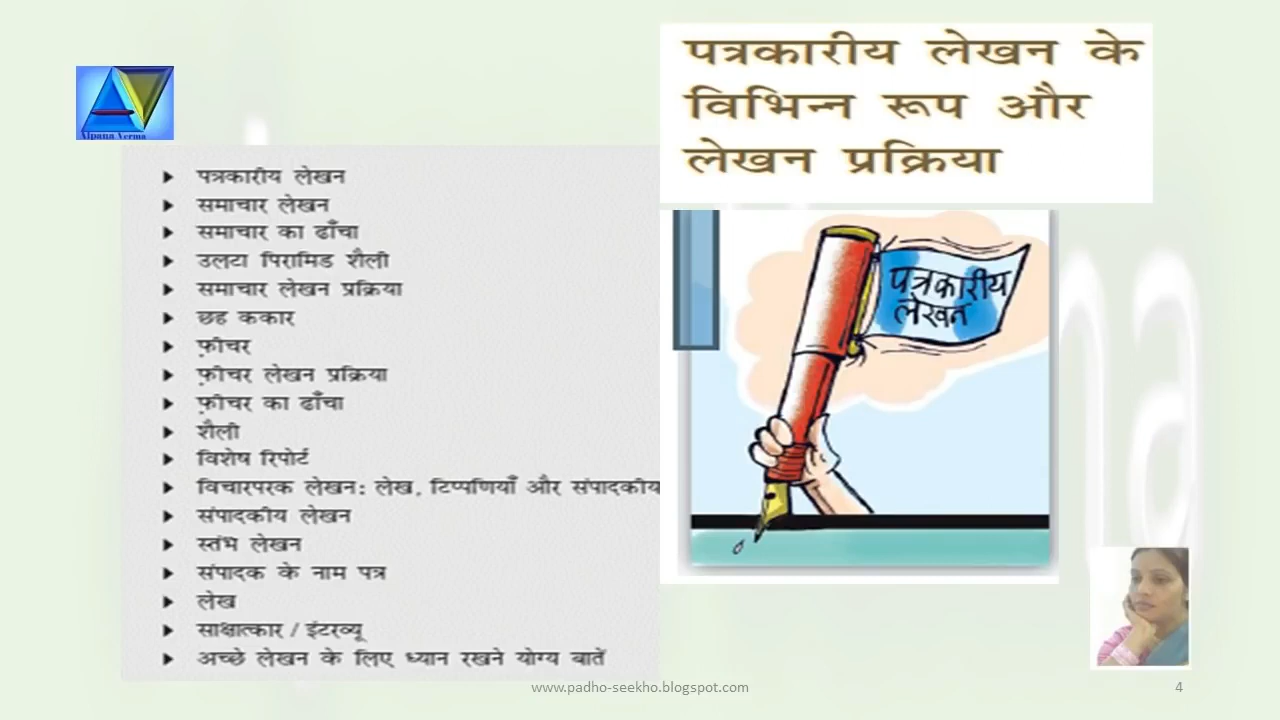 Alpana Verma
पत्रकारीय लेखन के
विभिन्न रूप और
लेखन प्रक्रिया
पत्रकारीय लेखन
समाचार लेखन
समाचार का ढाँचा
उलटा पिरामिड शैली
समाचार लेखन प्रक्रिया
छह ककार
फ़ीचर
फ़ीचर लेखन प्रक्रिया
फ़ीचर का ढाँचा
शैली
विशेष रिपोर्ट
विचारपरक लेखन: लेख, टिप्पणियाँ और संपादकीय
संपादकीय लेखन
स्तंभ लेखन
संपादक के नाम पत्र
लेख
साक्षात्कार / इंटरव्यू
अच्छे लेखन के लिए ध्यान रखने योग्य बातें
पत्रकारीय
लेखन
www.padho-seekho.blogspot.com
4